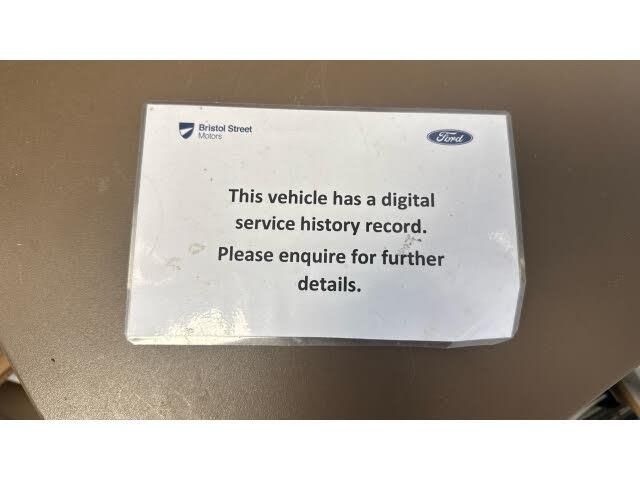 Bristol Street
Motors
Ford
This vehicle has a digital
service history record.
Please enquire for further
details.